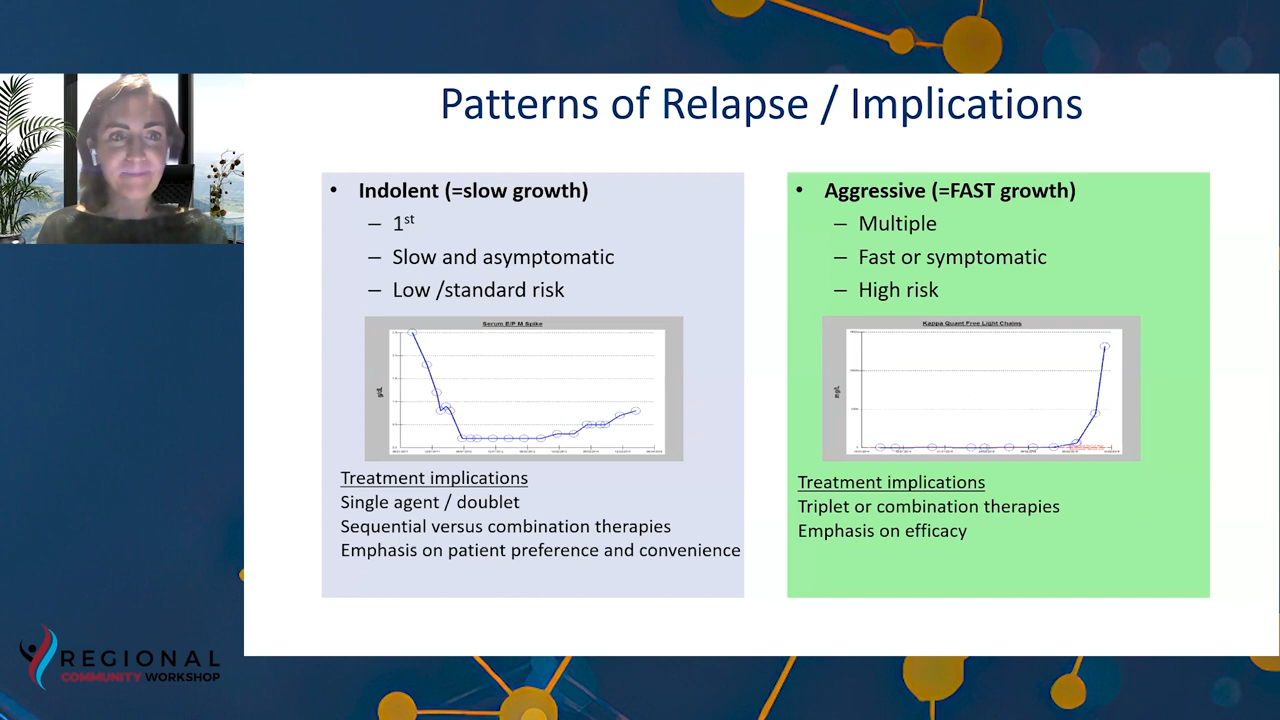 Patterns of Relapse / Implications
• Indolent (=slow growth)
– 1st
– Slow and asymptomatic
– Low /standard risk
Serum E/P M Spike
g/dL
Treatment implications
Single agent / doublet
Sequential versus combination therapies
Emphasis on patient preference and convenience
• Aggressive (=FAST growth)
– Multiple
– Fast or symptomatic
– High risk
Kappa Quant Free Light Chains
mg/L
Treatment implications
Triplet or combination therapies
Emphasis on efficacy
REGIONAL
COMMUNITY WORKSHOP